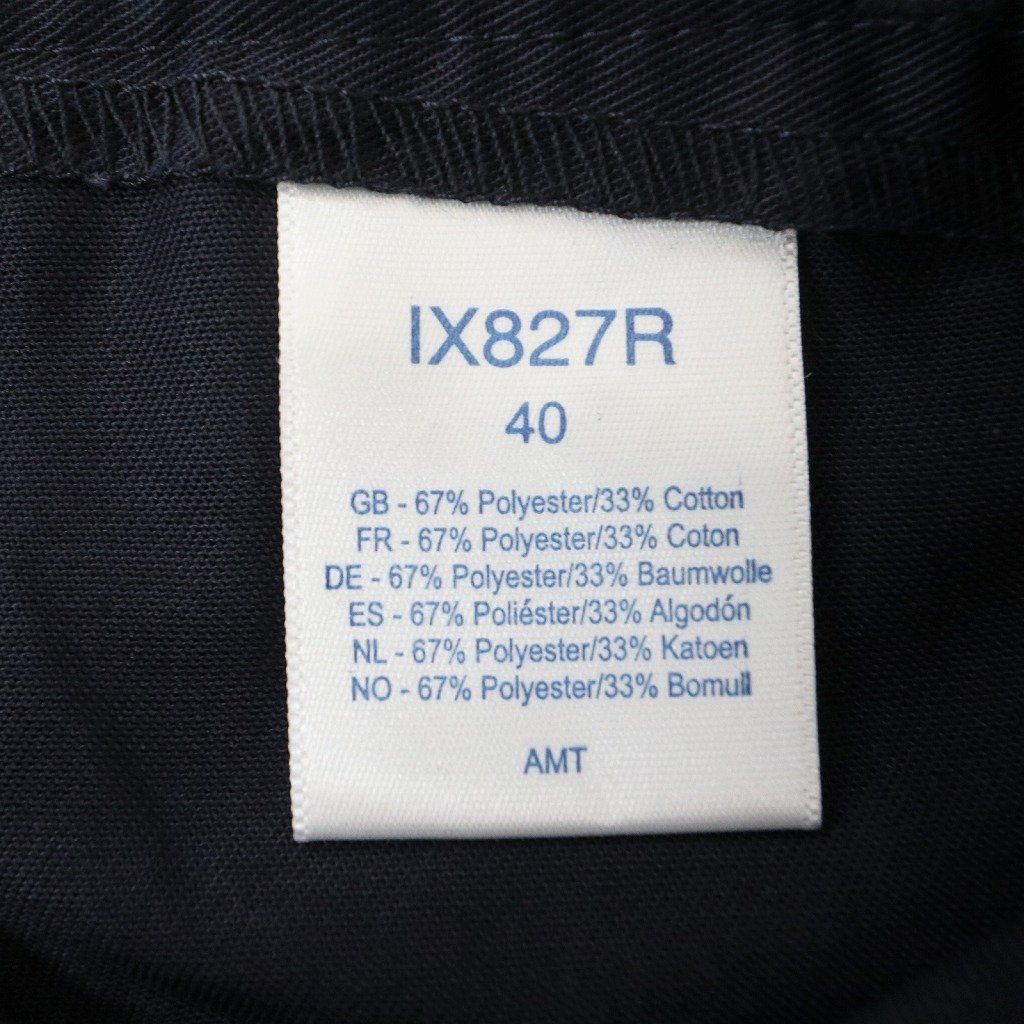 IX827R
40
GB - 67% Polyester/33% Cotton
FR - 67% Polyester/33% Coton
DE - 67% Polyester/33% Baumwolle
ES - 67% Poliéster/33% Algodón
NL - 67% Polyester/33% Katoen
NO - 67% Polyester/33% Bomull
AMT